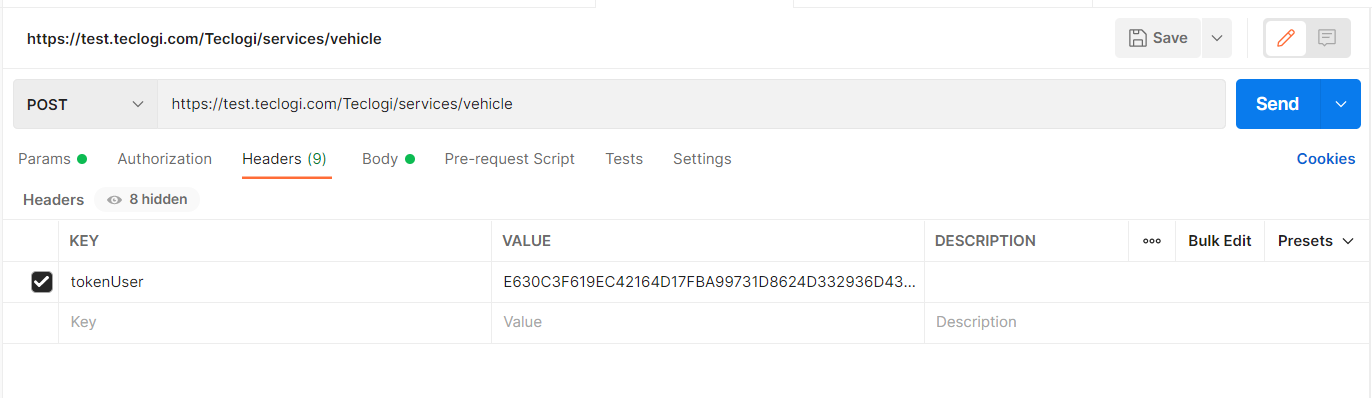 https://test.teclogi.com/Teclogi/services/vehicle
Save
POST
https://test.teclogi.com/Teclogi/services/vehicle
Send
Params
Authorization
Headers (9)
Body
Pre-request Script
Tests
Settings
Cookies
Headers
8 hidden
KEY
VALUE
DESCRIPTION
Bulk Edit
Presets
tokenUser
E630C3F619EC42164D17FBA99731D8624D332936D43...
Key
Value
Description